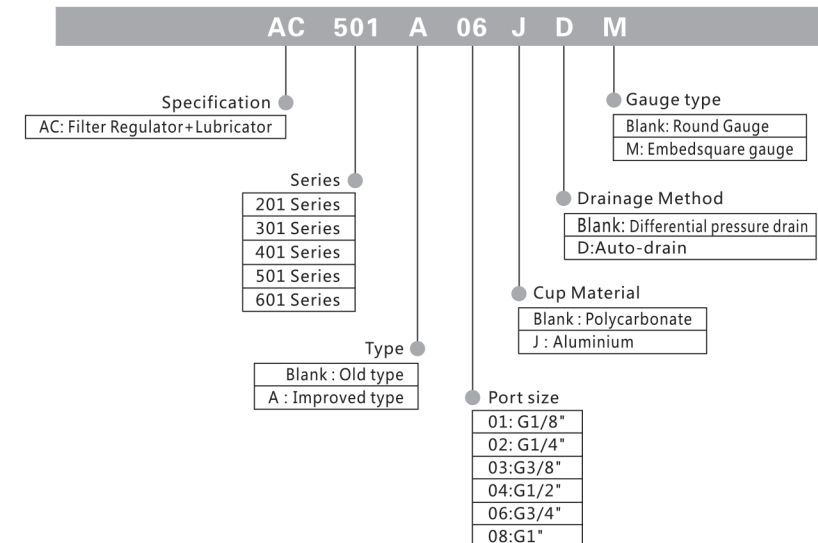 AC 501 A 06 J D M
Specification
AC: Filter Regulator+Lubricator
Series
201 Series
301 Series
401 Series
501 Series
601 Series
Type
Blank : Old type
A : Improved type
Port size
01: G1/8"
02: G1/4"
03:G3/8"
04:G1/2"
06:G3/4"
08:G1"
Cup Material
Blank : Polycarbonate
J : Aluminium
Drainage Method
Blank: Differential pressure drain
D:Auto-drain
Gauge type
Blank: Round Gauge
M: Embedsquare gauge